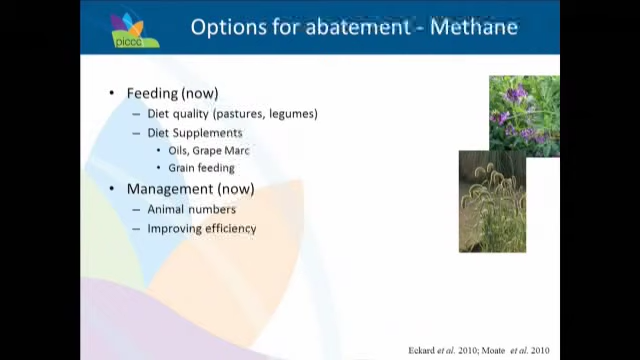 Options for abatement - Methane
PICCC
• Feeding (now)
– Diet quality (pastures, legumes)
– Diet Supplements
• Oils, Grape Marc
• Grain feeding
• Management (now)
– Animal numbers
– Improving efficiency
Eckard et al. 2010; Moate et al. 2010